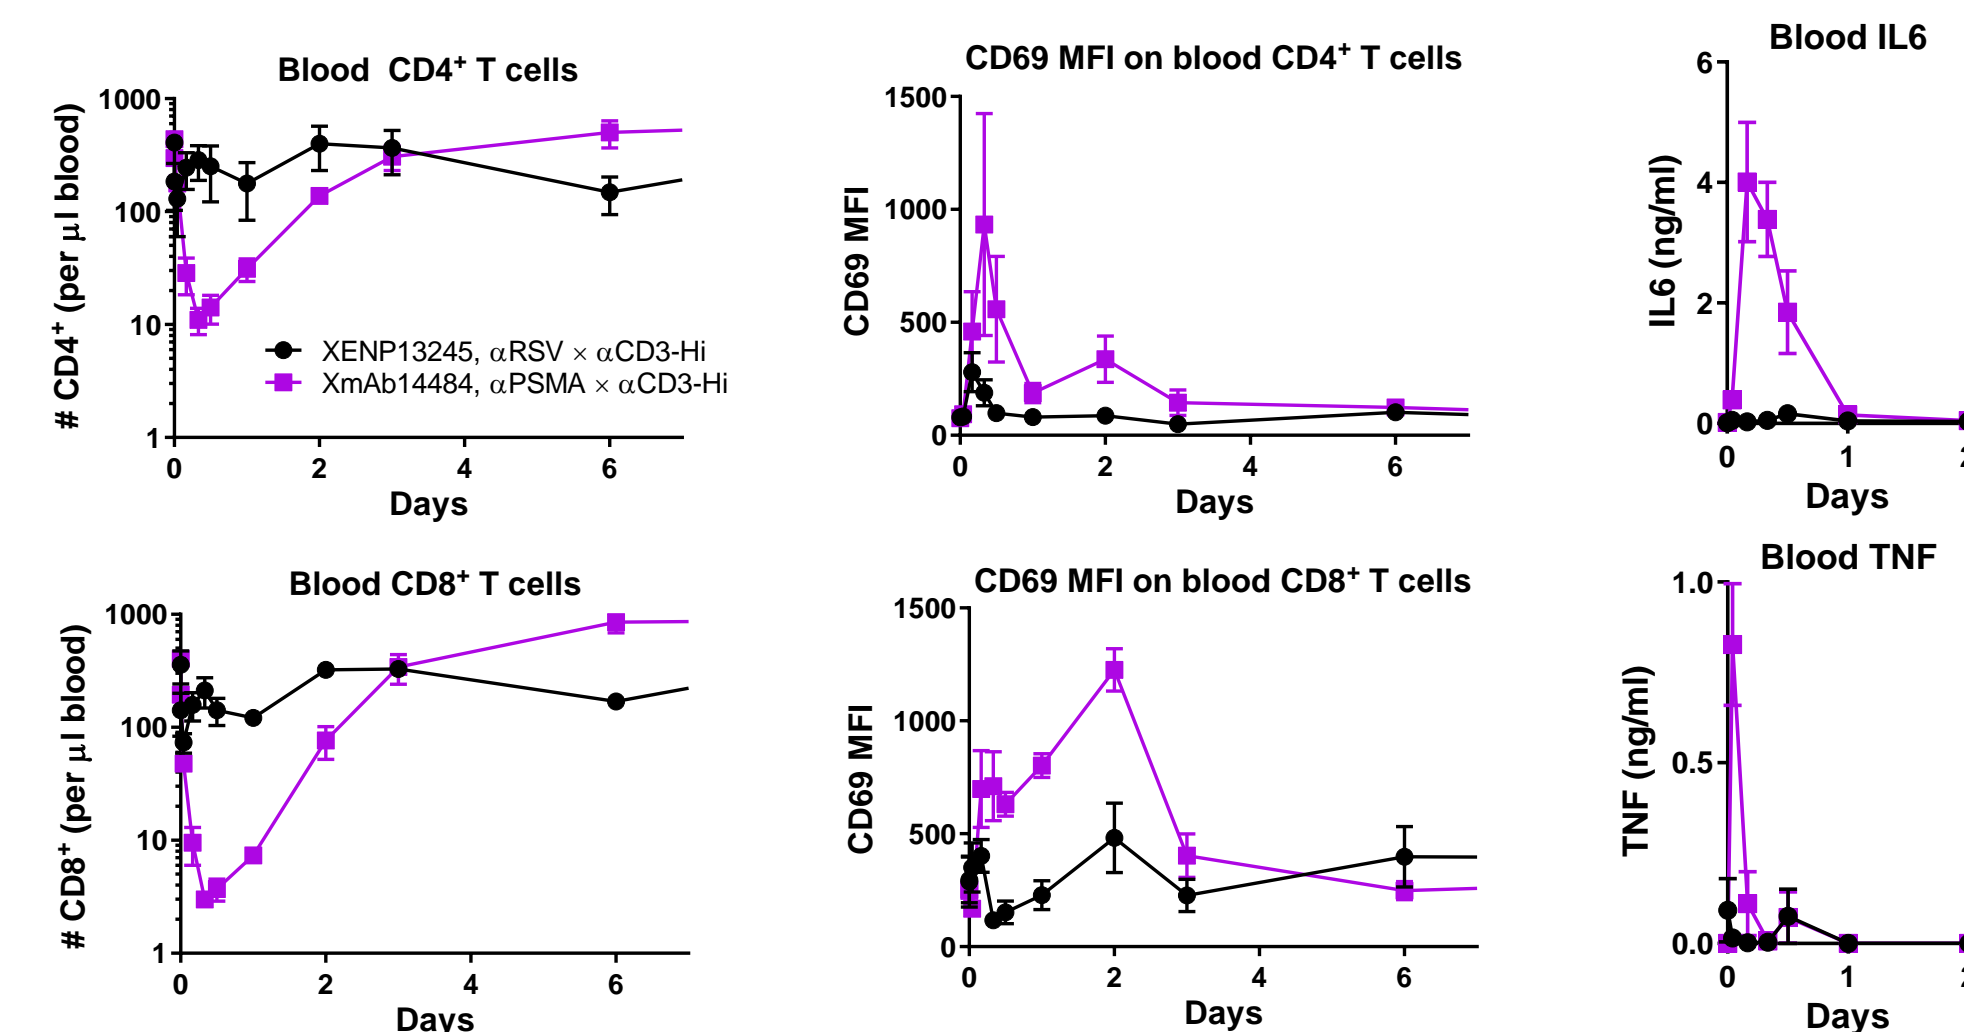 Blood CD4⁺ T cells
# CD4⁺ (per μl blood)
1000
100
10
1
XENP13245, αRSV × αCD3-Hi
XmAb14484, αPSMA × αCD3-Hi
0 2 4 6
Days
CD69 MFI on blood CD4⁺ T cells
CD69 MFI
1500
1000
500
0
0 2 4 6
Days
Blood IL6
IL6 (ng/ml)
6
4
2
0
0 1
Days
Blood CD8⁺ T cells
# CD8⁺ (per μl blood)
1000
100
10
1
0 2 4 6
Days
CD69 MFI on blood CD8⁺ T cells
CD69 MFI
1500
1000
500
0
0 2 4 6
Days
Blood TNF
TNF (ng/ml)
1.0
0.5
0.0
0 1
Days